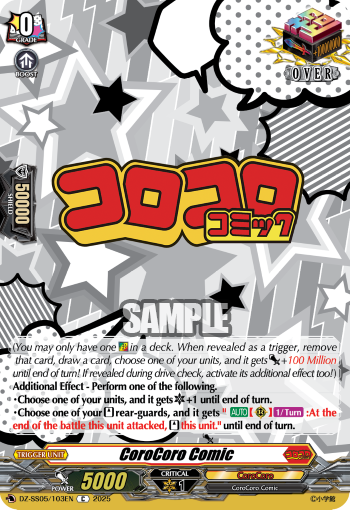 0
GRADE
BOOST
+100000000
OVER
50000
SHIELD
コロコロ
コミック
SAMPLE
(You may only have one in a deck. When revealed as a trigger, remove
that card, draw a card, choose one of your units, and it gets +100 Million
until end of turn! If revealed during drive check, activate its additional effect too!)
Additional Effect - Perform one of the following.
・Choose one of your units, and it gets +1 until end of turn.
・Choose one of your rear-guards, and it gets " AUTO 【 】 1/Turn :At the
end of the battle this unit attacked, this unit." until end of turn.
TRIGGER UNIT
CoroCoro Comic
コロコロ
POWER 5000
CRITICAL
1
CoroCoro
CoroCoro Comic
DZ-SS05/103EN C 2025
©小学館